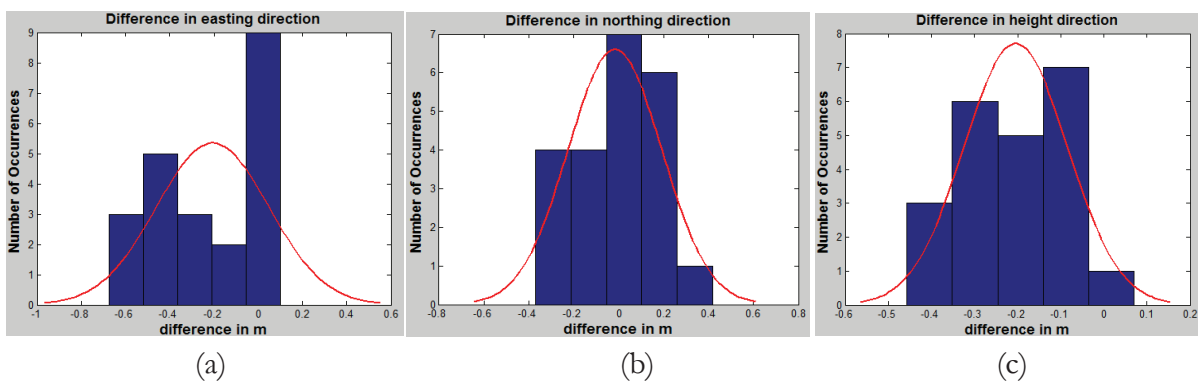 Difference in easting direction
Number of Occurrences
9
8
7
6
5
4
3
2
1
0
-1 -0.8 -0.6 -0.4 -0.2 0 0.2 0.4 0.6
difference in m
(a)
Difference in northing direction
7
6
5
4
3
2
1
0
-0.8 -0.6 -0.4 -0.2 0 0.2 0.4 0.6 0.8
difference in m
(b)
Difference in height direction
Number of Occurrences
8
7
6
5
4
3
2
1
0
-0.6 -0.5 -0.4 -0.3 -0.2 -0.1 0 0.1 0.2
difference in m
(c)